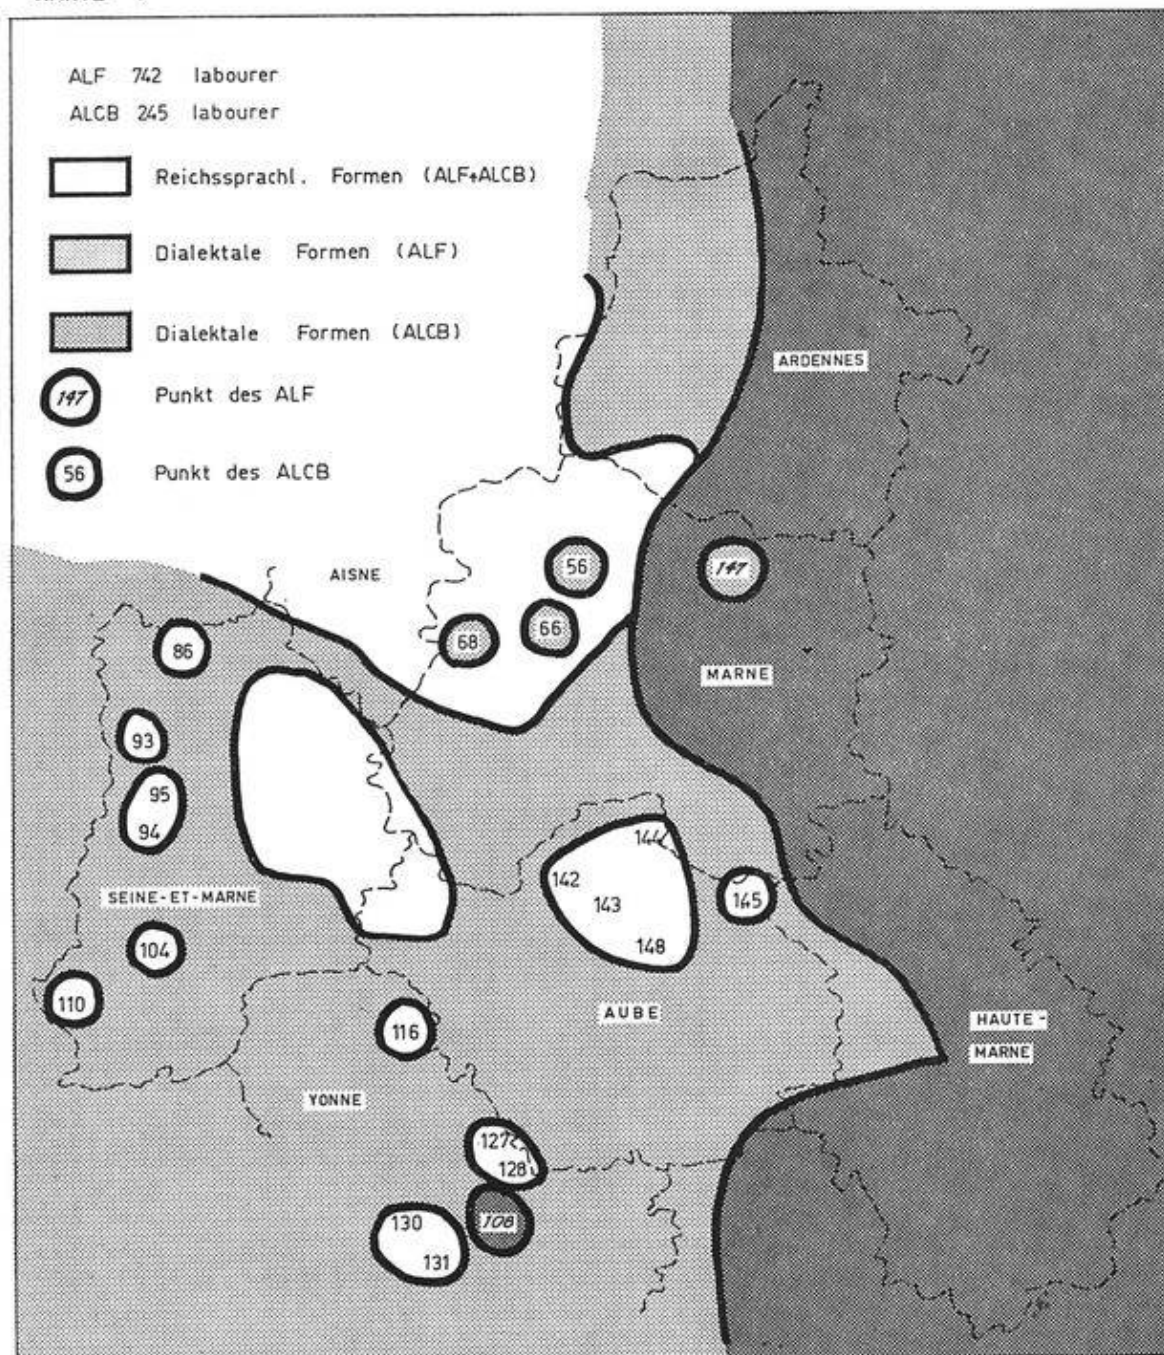 ALF 742 labourer
ALCB 245 labourer
Reichssprachl. Formen (ALF+ALCB)
Dialektale Formen (ALF)
Dialektale Formen (ALCB)
147 Punkt des ALF
56 Punkt des ALCB
ARDENNES
AISNE
56
147
68
66
86
MARNE
93
95
94
144
142
143
145
148
SEINE-ET-MARNE
104
110
116
AUBE
HAUTE-
MARNE
YONNE
127
128
108
130
131